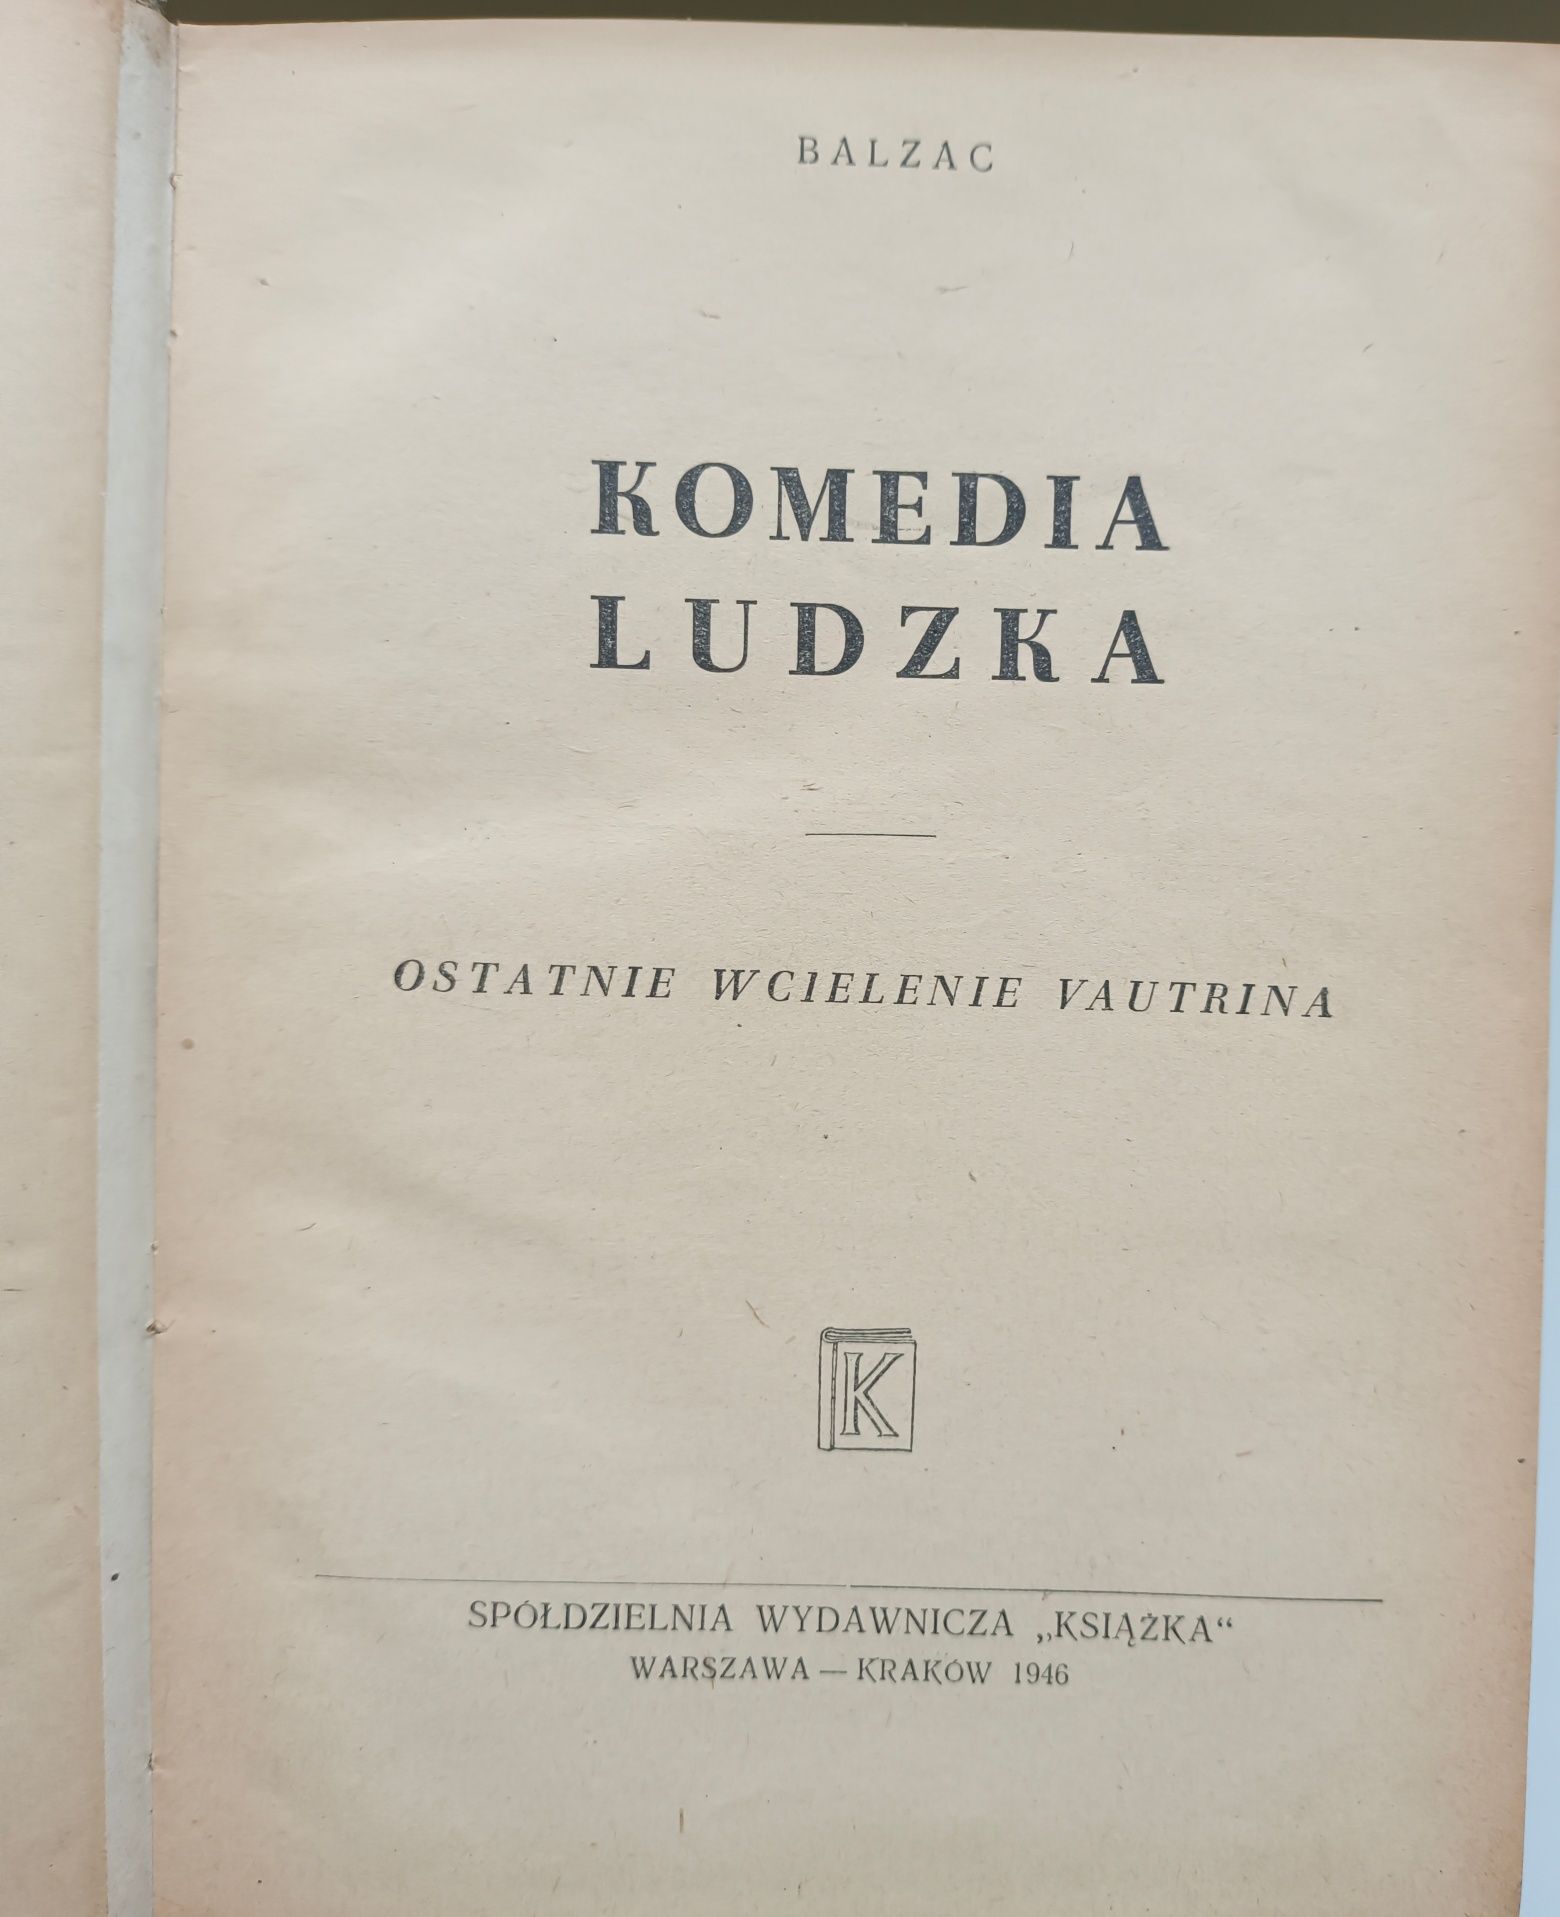 BALZAC
KOMEDIA
LUDZKA
OSTATNIE WCIELENIE VAUTRINA
K
SPÓŁDZIELNIA WYDAWNICZA „KSIĄŻKA“
WARSZAWA — KRAKÓW 1946